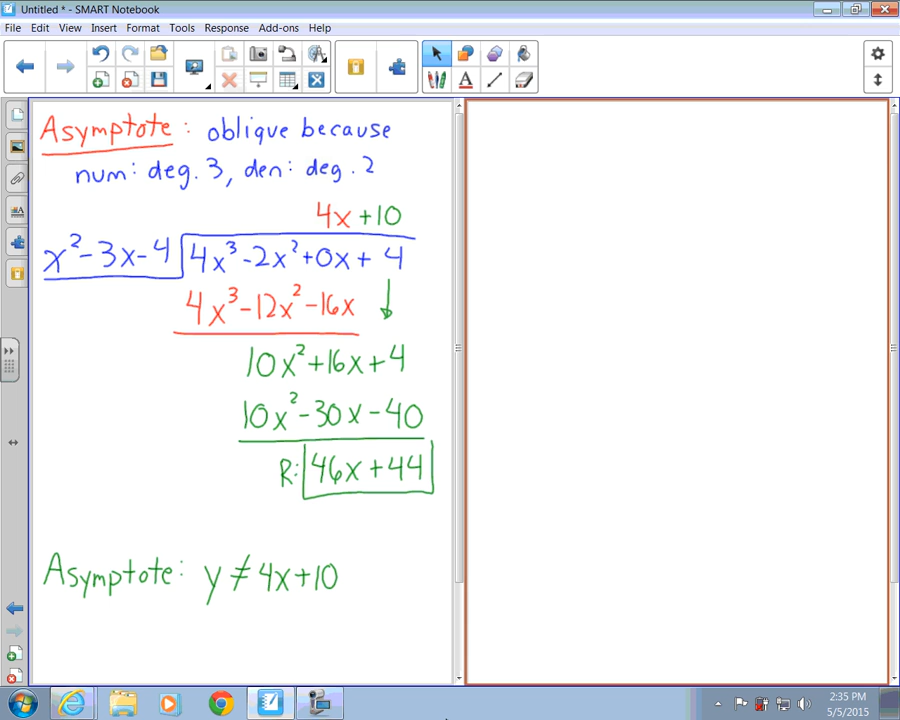 Untitled * - SMART Notebook
File Edit View Insert Format Tools Response Add-ons Help
Asymptote: oblique because
num: deg. 3, den: deg. 2
4x +10
x² - 3x - 4 4x³ - 2x² + 0x + 4
4x³ - 12x² - 16x
10x² + 16x + 4
10x² - 30x - 40
R: 46x + 44
Asymptote: y ≠ 4x + 10
2:35 PM
5/5/2015